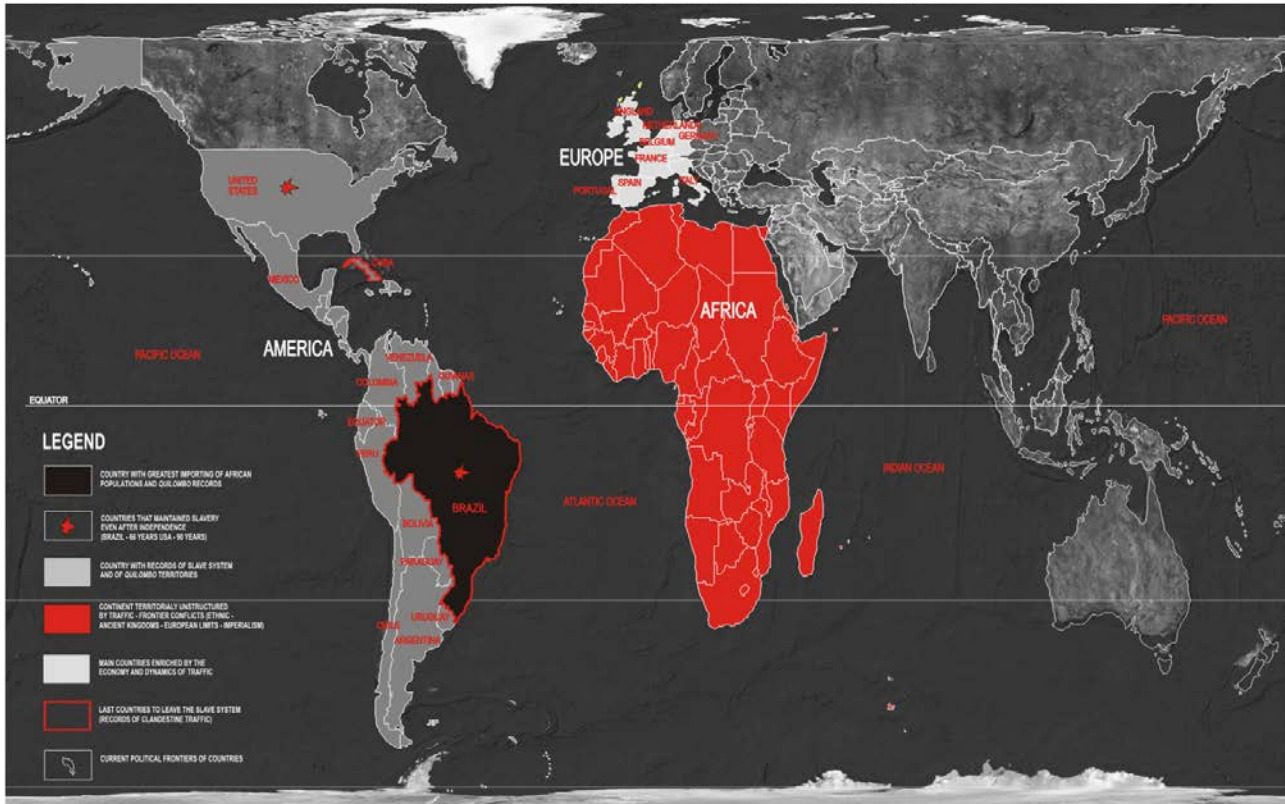 ENGLAND
NETHERLANDS
GERMANY
BELGIUM
EUROPE
FRANCE
PORTUGAL
SPAIN
ITALY
UNITED
STATES
CUBA
MEXICO
AFRICA
PACIFIC OCEAN
AMERICA
PACIFIC OCEAN
VENEZUELA
COLOMBIA
EQUATOR
EQUATOR
PERU
INDIAN OCEAN
ATLANTIC OCEAN
BRAZIL
BOLIVIA
PARAGUAY
URUGUAY
CHILE
ARGENTINA
LEGEND
COUNTRY WITH GREATEST IMPORTING OF AFRICAN
POPULATIONS AND QUILOMBO RECORDS
COUNTRIES THAT MAINTAINED SLAVERY
EVEN AFTER INDEPENDENCE
(BRAZIL - 66 YEARS USA - 90 YEARS)
COUNTRY WITH RECORDS OF SLAVE SYSTEM
AND OF QUILOMBO TERRITORIES
CONTINENT TERRITORIALY UNSTRUCTURED
BY TRAFFIC - FRONTIER CONFLICTS (ETHNIC -
ANCIENT KINGDOMS - EUROPEAN LIMITS - IMPERIALISM)
MAIN COUNTRIES ENRICHED BY THE
ECONOMY AND DYNAMICS OF TRAFFIC
LAST COUNTRIES TO LEAVE THE SLAVE SYSTEM
(RECORDS OF CLANDESTINE TRAFFIC)
CURRENT POLITICAL FRONTIERS OF COUNTRIES